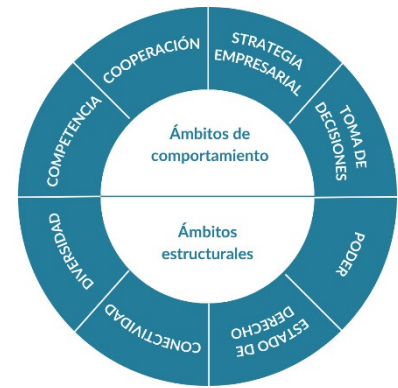 COOPERACIÓN
STRATEGIA
EMPRESARIAL
COMPETENCIA
TOMA DE
DECISIONES
Ámbitos de
comportamiento
Ámbitos
estructurales
DIVERSIDAD
PODER
CONECTIVIDAD
ESTADO DE
DERECHO